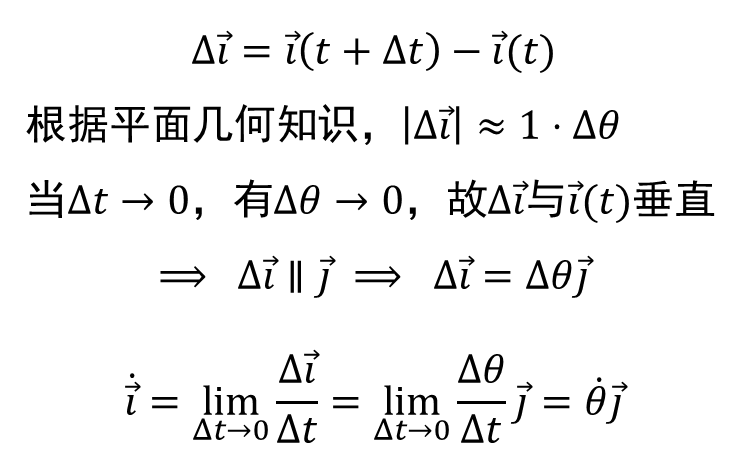 Δi⃗ = i⃗(t + Δt) − i⃗(t)
根据平面几何知识，|Δi⃗| ≈ 1 · Δθ
当Δt → 0，有Δθ → 0，故Δi⃗与i⃗(t)垂直
⟹ Δi⃗ ∥ j⃗ ⟹ Δi⃗ = Δθj⃗
i⃗̇ = lim_{Δt→0} Δi⃗/Δt = lim_{Δt→0} Δθ/Δt j⃗ = θ̇j⃗